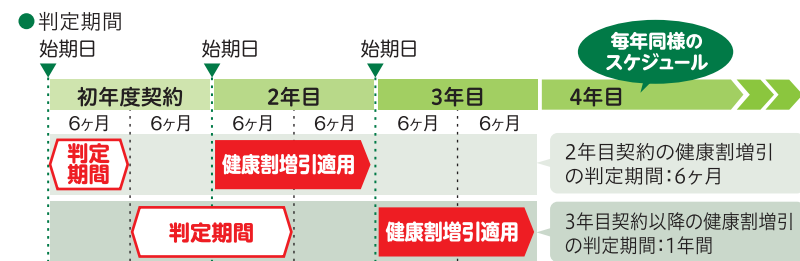 ●判定期間
始期日
始期日
始期日
毎年同様の
スケジュール
初年度契約
2年目
3年目
4年目
6ヶ月
6ヶ月
6ヶ月
6ヶ月
6ヶ月
6ヶ月
判定
期間
健康割増引適用
2年目契約の健康割増引
の判定期間：6ヶ月
判定期間
健康割増引適用
3年目契約以降の健康割増引
の判定期間：1年間